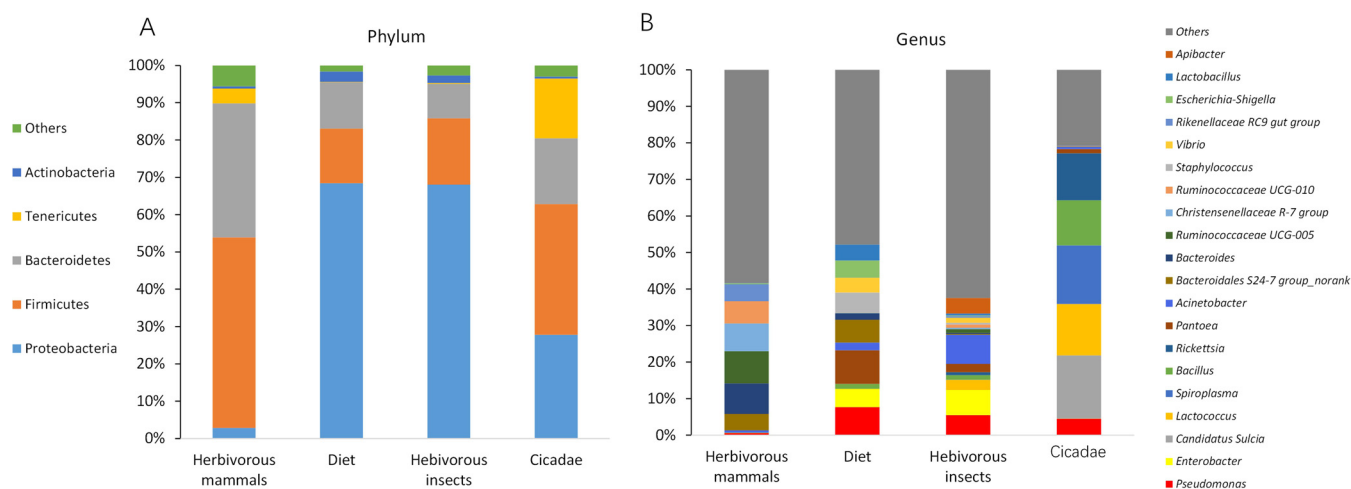 A
Phylum
100%
90%
80%
70%
60%
50%
40%
30%
20%
10%
0%
Others
Actinobacteria
Tenericutes
Bacteroidetes
Firmicutes
Proteobacteria
Herbivorous
mammals
Diet
Hebivorous
insects
Cicadae
B
Genus
100%
90%
80%
70%
60%
50%
40%
30%
20%
10%
0%
Herbivorous
mammals
Diet
Hebivorous
insects
Cicadae
Others
Apibacter
Lactobacillus
Escherichia-Shigella
Rikenellaceae RC9 gut group
Vibrio
Staphylococcus
Ruminococcaceae UCG-010
Christensenellaceae R-7 group
Ruminococcaceae UCG-005
Bacteroides
Bacteroidales S24-7 group_norank
Acinetobacter
Pantoea
Rickettsia
Bacillus
Spiroplasma
Lactococcus
Candidatus Sulcia
Enterobacter
Pseudomonas